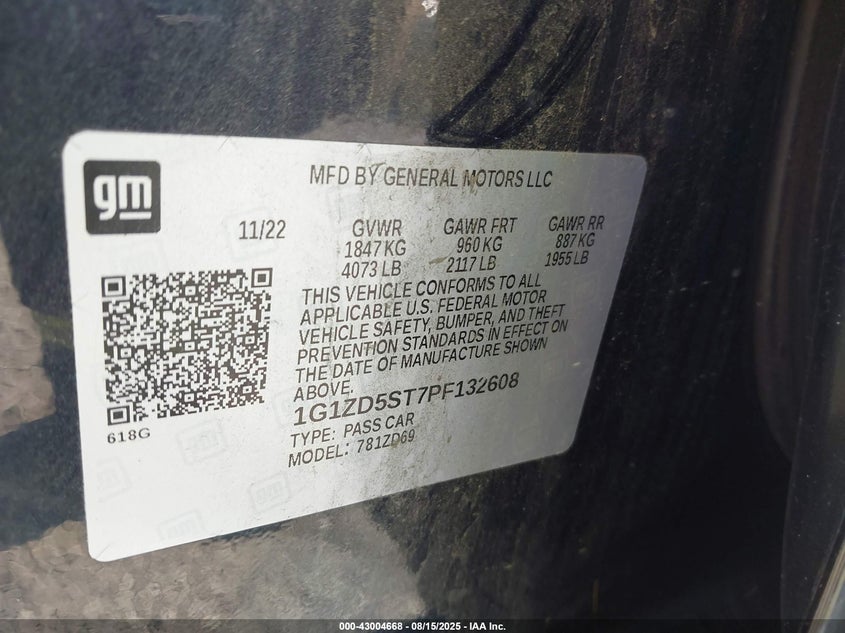 gm
MFD BY GENERAL MOTORS LLC
11/22 GVWR GAWR FRT GAWR RR
1847 KG 960 KG 887 KG
4073 LB 2117 LB 1955 LB
THIS VEHICLE CONFORMS TO ALL
APPLICABLE U.S. FEDERAL MOTOR
VEHICLE SAFETY, BUMPER, AND THEFT
PREVENTION STANDARDS IN EFFECT ON
THE DATE OF MANUFACTURE SHOWN
ABOVE.
1G1ZD5ST7PF132608
618G
TYPE: PASS CAR
MODEL: 781ZD69
000-43004668 - 08/15/2025 - IAA Inc.